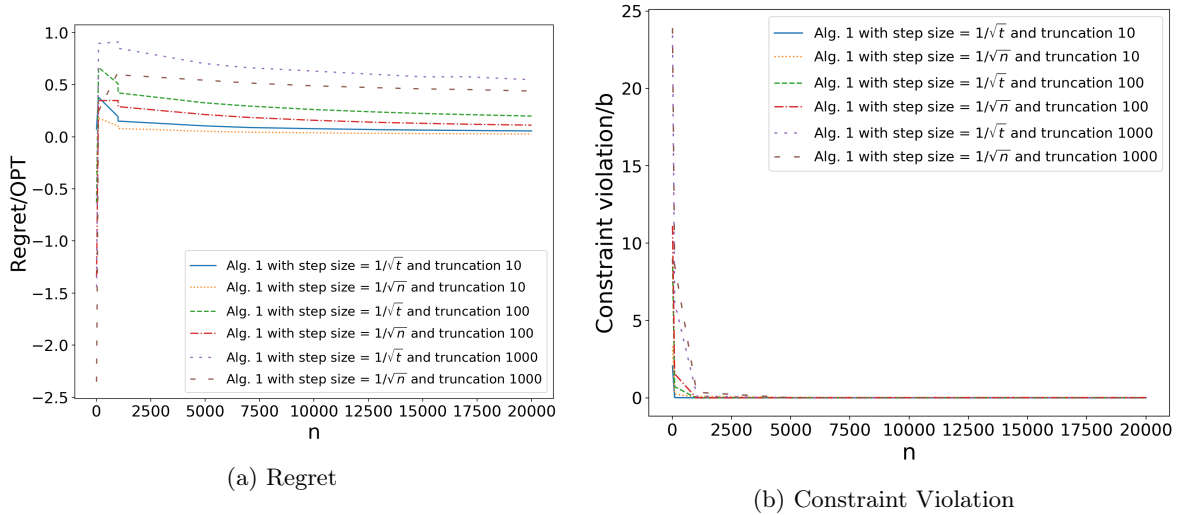 1.0
0.5
0.0
−0.5
−1.0
−1.5
−2.0
−2.5
Regret/OPT
Alg. 1 with step size = 1/√t and truncation 10
Alg. 1 with step size = 1/√n and truncation 10
Alg. 1 with step size = 1/√t and truncation 100
Alg. 1 with step size = 1/√n and truncation 100
Alg. 1 with step size = 1/√t and truncation 1000
Alg. 1 with step size = 1/√n and truncation 1000
0 2500 5000 7500 10000 12500 15000 17500 20000
n
(a) Regret
25
20
15
10
5
0
Constraint violation/b
Alg. 1 with step size = 1/√t and truncation 10
Alg. 1 with step size = 1/√n and truncation 10
Alg. 1 with step size = 1/√t and truncation 100
Alg. 1 with step size = 1/√n and truncation 100
Alg. 1 with step size = 1/√t and truncation 1000
Alg. 1 with step size = 1/√n and truncation 1000
0 2500 5000 7500 10000 12500 15000 17500 20000
n
(b) Constraint Violation